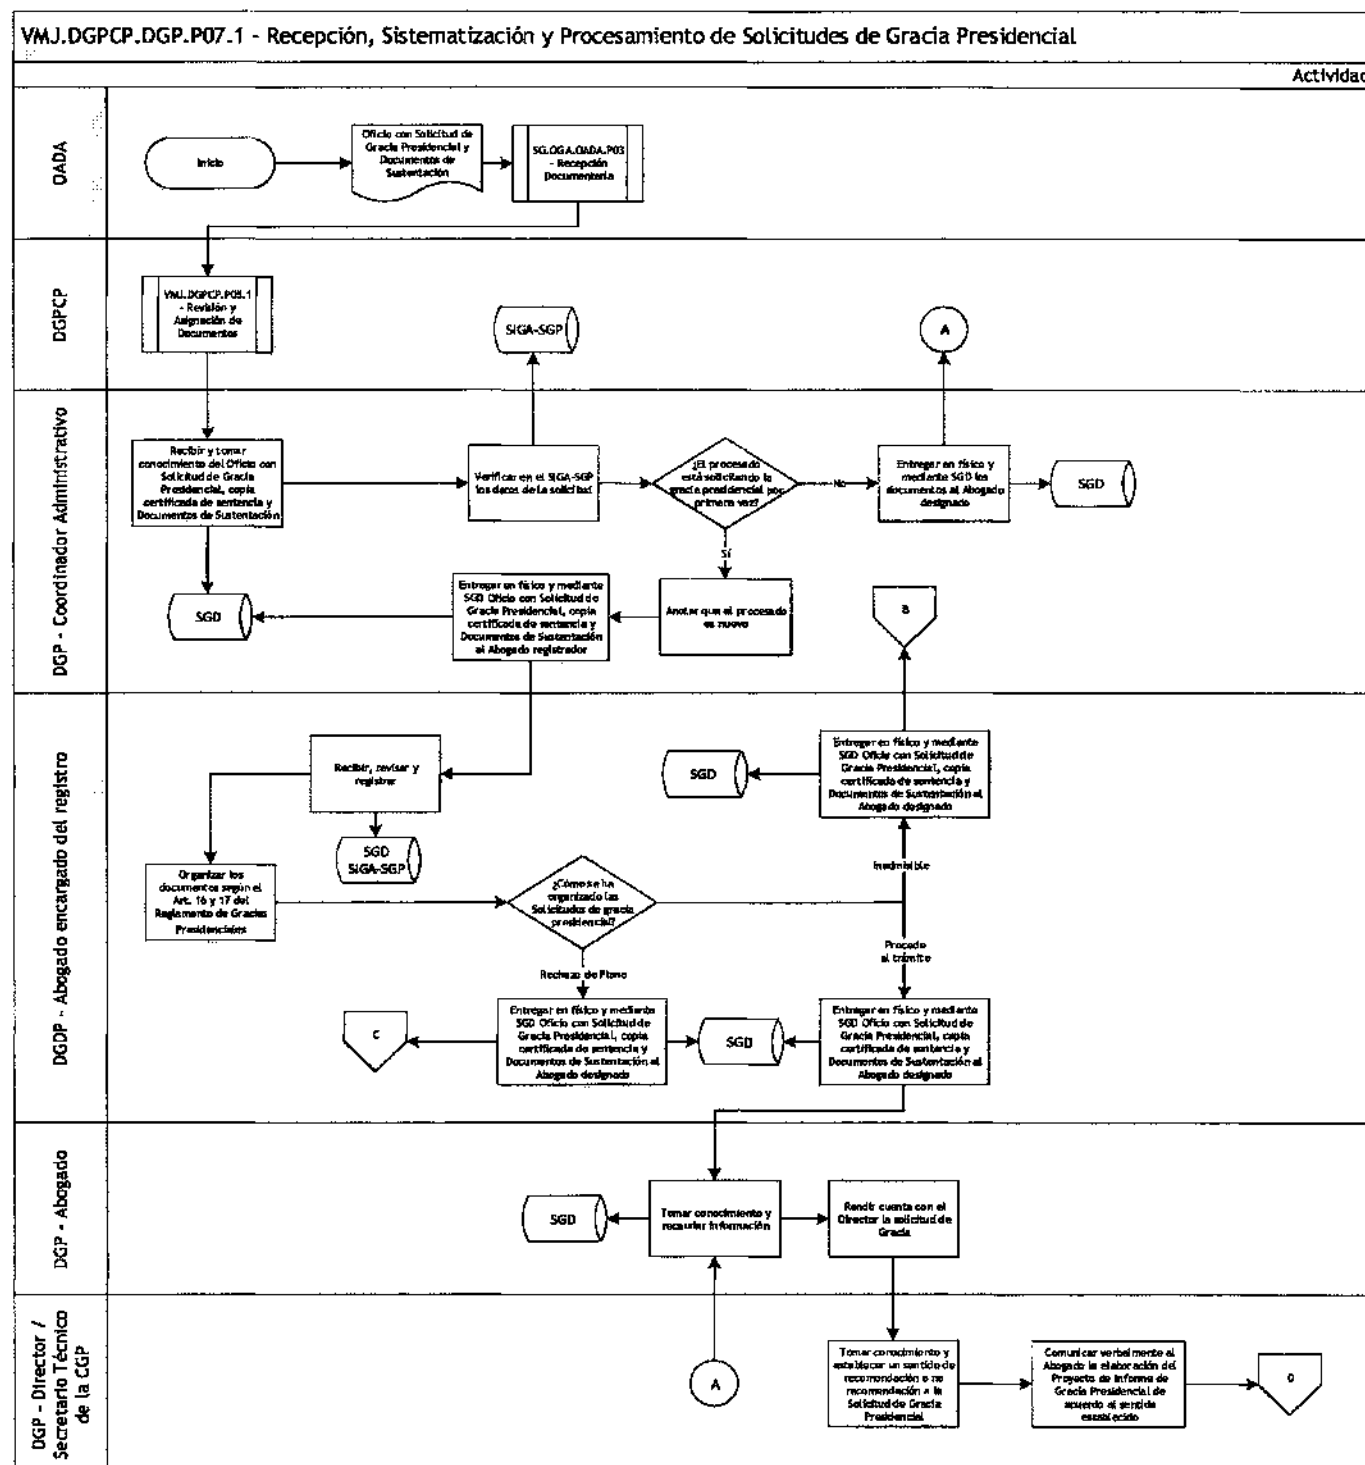 VMJ.DGPCP.DGP.P07.1 - Recepción, Sistematización y Procesamiento de Solicitudes de Gracia Presidencial
Actividad
OADA
Inicio
Oficio con Solicitud de
Gracia Presidencial y
Documentos de
Sustentación
SG.OGA.OADA.P03
- Recepción
Documentaria
DGPCP
VMJ.DGPCP.P05.1
- Revisión y
Asignación de
Documentos
SIGA-SGP
A
DGP - Coordinador Administrativo
Recibir y tomar
conocimiento del Oficio con
Solicitud de Gracia
Presidencial, copia
certificada de sentencia y
Documentos de Sustentación
Verificar en el SIGA-SGP
los datos de la solicitud
¿El procesado
está solicitando la
gracia presidencial por
primera vez?
No
Entregar en físico y
mediante SGD los
documentos al Abogado
designado
SGD
Sí
SGD
Entregar en físico y mediante
SGD Oficio con Solicitud de
Gracia Presidencial, copia
certificada de sentencia y
Documentos de Sustentación
al Abogado registrador
Anotar que el procesado
es nuevo
B
DGDP - Abogado encargado del registro
Recibir, revisar y
registrar
SGD
SIGA-SGP
SGD
Entregar en físico y mediante
SGD Oficio con Solicitud de
Gracia Presidencial, copia
certificada de sentencia y
Documentos de Sustentación al
Abogado designado
Inadmisible
Organizar los
documentos según el
Art. 16 y 17 del
Reglamento de Gracias
Presidenciales
¿Cómo se ha
organizado las
Solicitudes de gracia
presidencial?
Procede
al trámite
Rechazo de Plano
C
Entregar en físico y mediante
SGD Oficio con Solicitud de
Gracia Presidencial, copia
certificada de sentencia y
Documentos de Sustentación al
Abogado designado
SGD
Entregar en físico y mediante
SGD Oficio con Solicitud de
Gracia Presidencial, copia
certificada de sentencia y
Documentos de Sustentación al
Abogado designado
DGP - Abogado
SGD
Tomar conocimiento y
recaudar información
Rendir cuenta con el
Director la solicitud de
Gracia
DGP - Director /
Secretario Técnico
de la CGP
A
Tomar conocimiento y
establecer un sentido de
recomendación o no
recomendación a la
Solicitud de Gracia
Presidencial
Comunicar verbalmente al
Abogado la elaboración del
Proyecto de Informe de
Gracia Presidencial de
acuerdo al sentido
establecido